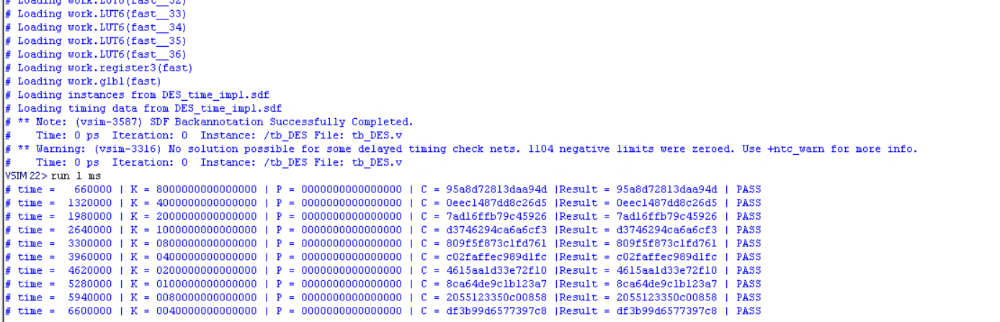 # Loading work.LUT6(fast__32)
# Loading work.LUT6(fast__33)
# Loading work.LUT6(fast__34)
# Loading work.LUT6(fast__35)
# Loading work.LUT6(fast__36)
# Loading work.register3(fast)
# Loading work.glbl(fast)
# Loading instances from DES_time_impl.sdf
# Loading timing data from DES_time_impl.sdf
# ** Note: (vsim-3587) SDF Backannotation Successfully Completed.
#    Time: 0 ps  Iteration: 0  Instance: /tb_DES File: tb_DES.v
# ** Warning: (vsim-3316) No solution possible for some delayed timing check nets. 1104 negative limits were zeroed. Use +ntc_warn for more info.
#    Time: 0 ps  Iteration: 0  Instance: /tb_DES File: tb_DES.v
VSIM 22> run 1 ms
# time =   660000 | K = 8000000000000000 | P = 0000000000000000 | C = 95a8d72813daa94d |Result = 95a8d72813daa94d | PASS
# time =  1320000 | K = 4000000000000000 | P = 0000000000000000 | C = 0eec1487dd8c26d5 |Result = 0eec1487dd8c26d5 | PASS
# time =  1980000 | K = 2000000000000000 | P = 0000000000000000 | C = 7ad16ffb79c45926 |Result = 7ad16ffb79c45926 | PASS
# time =  2640000 | K = 1000000000000000 | P = 0000000000000000 | C = d3746294ca6a6cf3 |Result = d3746294ca6a6cf3 | PASS
# time =  3300000 | K = 0800000000000000 | P = 0000000000000000 | C = 809f5f873c1fd761 |Result = 809f5f873c1fd761 | PASS
# time =  3960000 | K = 0400000000000000 | P = 0000000000000000 | C = c02faffec989d1fc |Result = c02faffec989d1fc | PASS
# time =  4620000 | K = 0200000000000000 | P = 0000000000000000 | C = 4615aa1d33e72f10 |Result = 4615aa1d33e72f10 | PASS
# time =  5280000 | K = 0100000000000000 | P = 0000000000000000 | C = 8ca64de9c1b123a7 |Result = 8ca64de9c1b123a7 | PASS
# time =  5940000 | K = 0080000000000000 | P = 0000000000000000 | C = 2055123350c00858 |Result = 2055123350c00858 | PASS
# time =  6600000 | K = 0040000000000000 | P = 0000000000000000 | C = df3b99d6577397c8 |Result = df3b99d6577397c8 | PASS